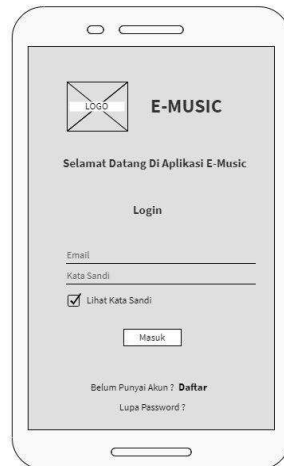 LOGO
E-MUSIC
Selamat Datang Di Aplikasi E-Music
Login
Email
Kata Sandi
Lihat Kata Sandi
Masuk
Belum Punyai Akun ? Daftar
Lupa Password ?